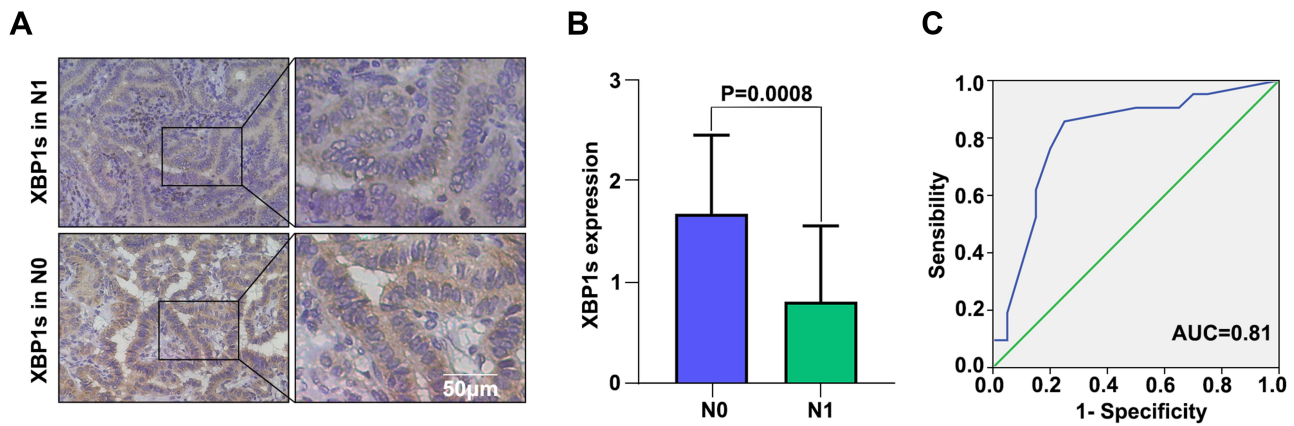 A
XBP1s in N1
XBP1s in N0
50μm
B
XBP1s expression
3
2
1
0
P=0.0008
N0
N1
C
Sensibility
1.0
0.8
0.6
0.4
0.2
0.0
AUC=0.81
0.0
0.2
0.4
0.6
0.8
1.0
1- Specificity